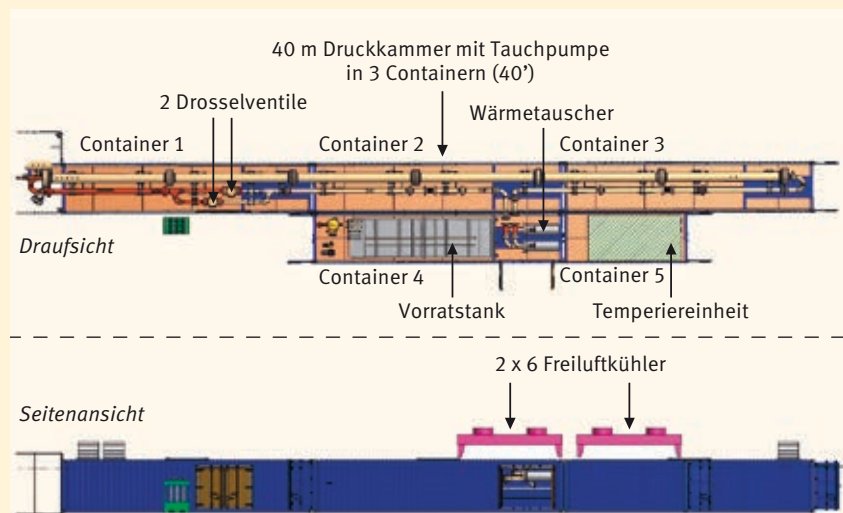 40 m Druckkammer mit Tauchpumpe
in 3 Containern (40’)
2 Drosselventile
Wärmetauscher
Container 1
Container 2
Container 3
Draufsicht
Container 4
Container 5
Vorratstank
Temperiereinheit
2 x 6 Freiluftkühler
Seitenansicht